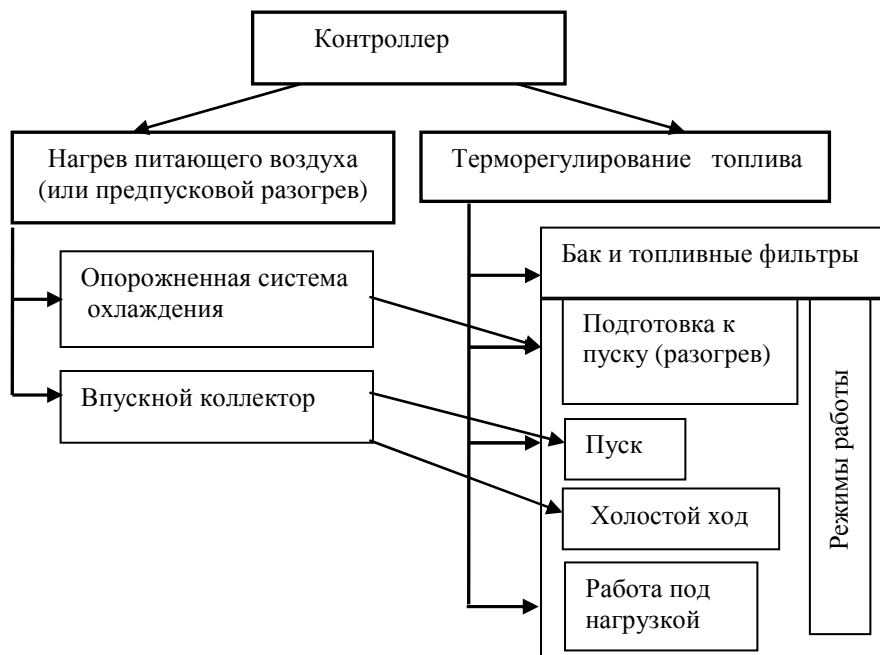 Контроллер
Нагрев питающего воздуха
(или предпусковой разогрев)
Терморегулирование топлива
Опорожненная система
охлаждения
Впускной коллектор
Бак и топливные фильтры
Подготовка к
пуску (разогрев)
Пуск
Холостой ход
Работа под
нагрузкой
Режимы работы